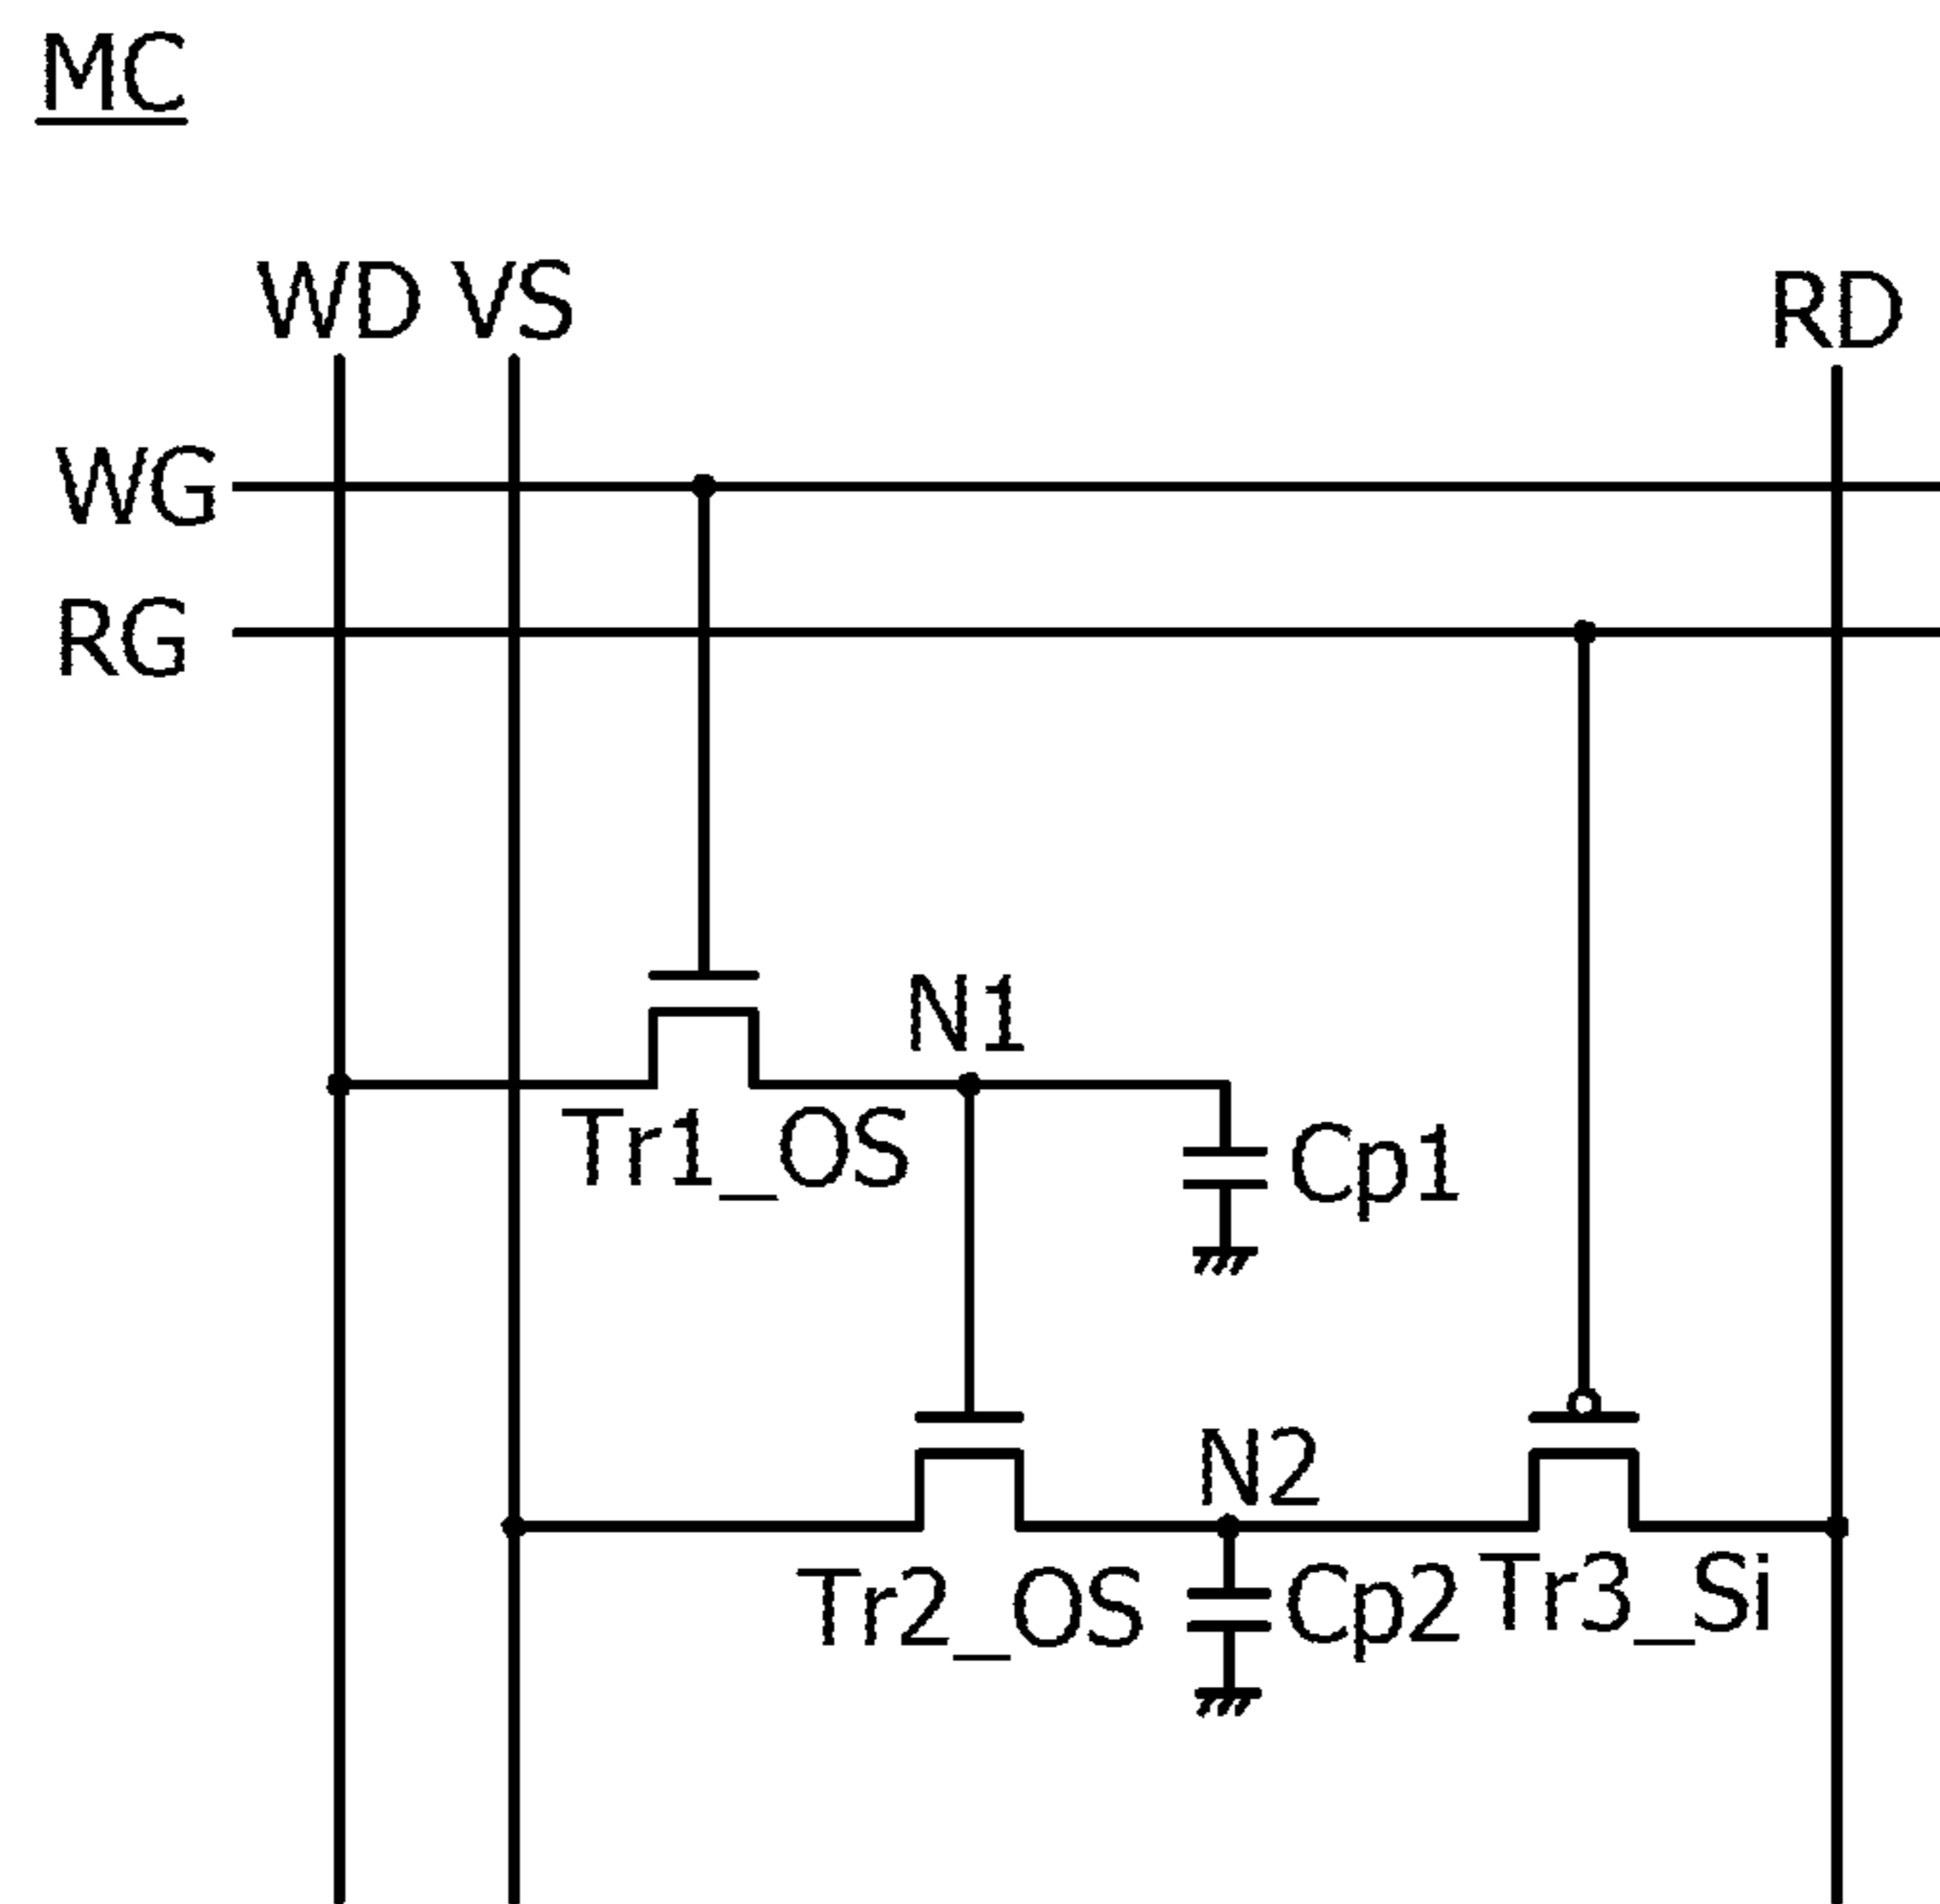 MC
WD VS RD
WG
RG
N1
Tr1_OS
Cp1
N2
Tr2_OS Cp2 Tr3_Si